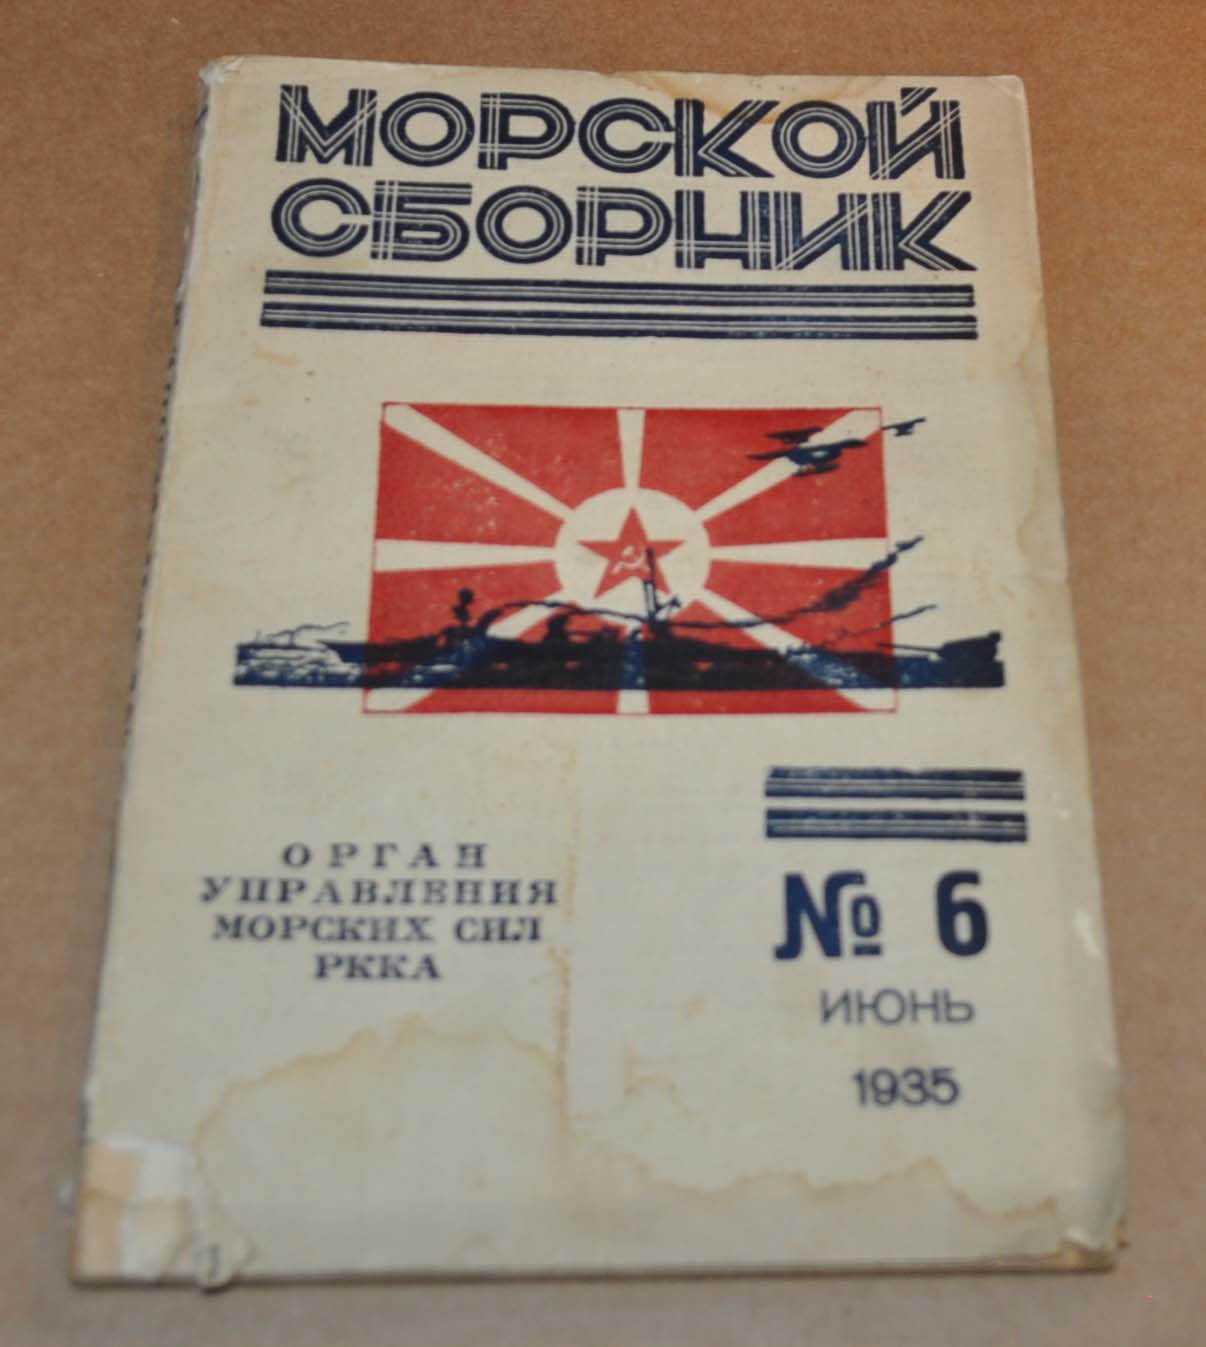 МОРСКОЙ
СБОРНИК
ОРГАН
УПРАВЛЕНИЯ
МОРСКИХ СИЛ
РККА
№ 6
ИЮНЬ
1935